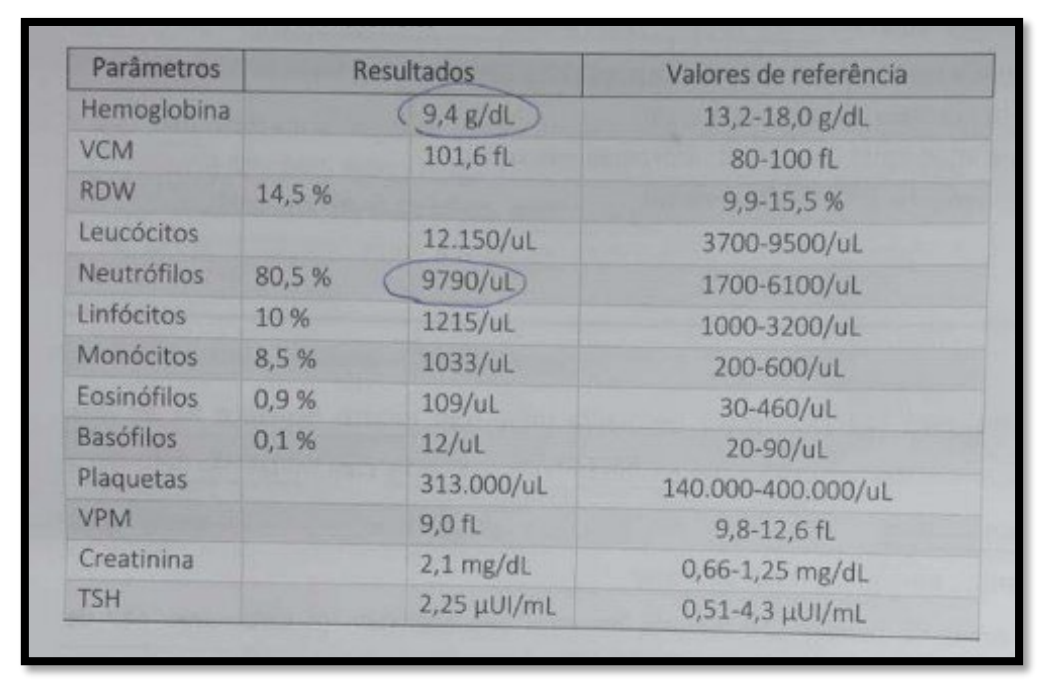 Parâmetros Resultados Valores de referência
Hemoglobina 9,4 g/dL 13,2-18,0 g/dL
VCM 101,6 fL 80-100 fL
RDW 14,5 % 9,9-15,5 %
Leucócitos 12.150/uL 3700-9500/uL
Neutrófilos 80,5 % 9790/uL 1700-6100/uL
Linfócitos 10 % 1215/uL 1000-3200/uL
Monócitos 8,5 % 1033/uL 200-600/uL
Eosinófilos 0,9 % 109/uL 30-460/uL
Basófilos 0,1 % 12/uL 20-90/uL
Plaquetas 313.000/uL 140.000-400.000/uL
VPM 9,0 fL 9,8-12,6 fL
Creatinina 2,1 mg/dL 0,66-1,25 mg/dL
TSH 2,25 µUI/mL 0,51-4,3 µUI/mL